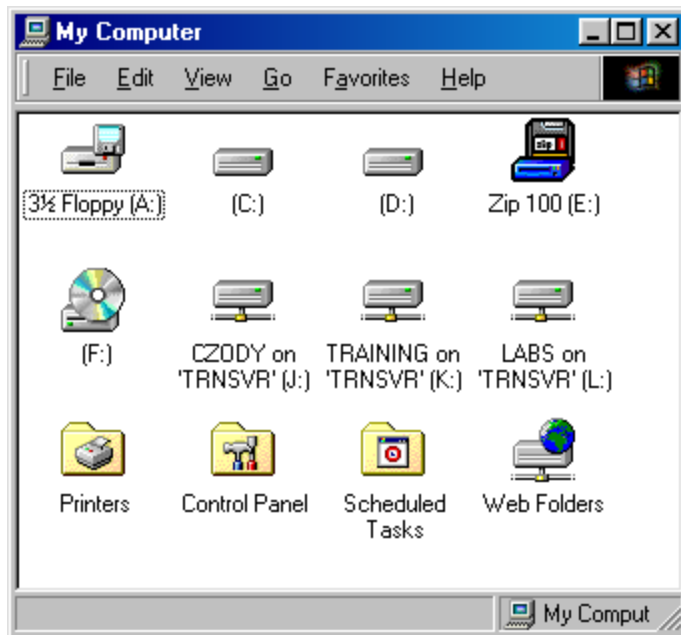 My Computer
File Edit View Go Favorites Help
zip
3½ Floppy (A:) (C:) (D:) Zip 100 (E:)
(F:) CZODY on TRAINING on LABS on
'TRNSVR' (J:) 'TRNSVR' (K:) 'TRNSVR' (L:)
Printers Control Panel Scheduled Web Folders
Tasks
My Comput